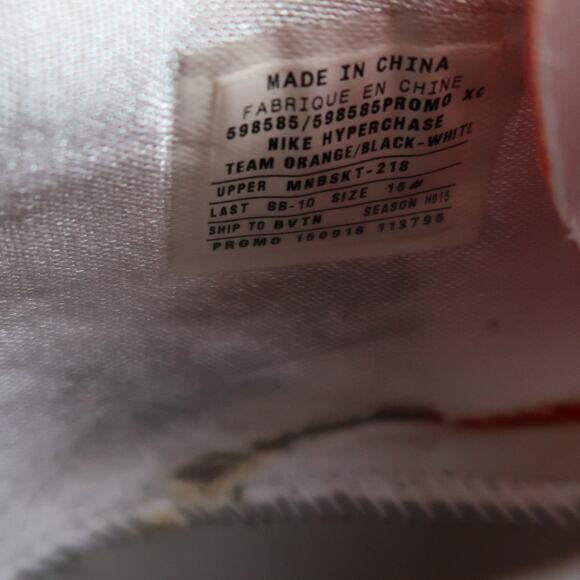 MADE IN CHINA
FABRIQUE EN CHINE
598585/598585PROMO XC
NIKE HYPERCHASE
TEAM ORANGE/BLACK-WHITE
UPPER MNBSKT-218
LAST BB-10 SIZE 15
SHIP TO BVTN SEASON HO15
PROMO 150918 113795